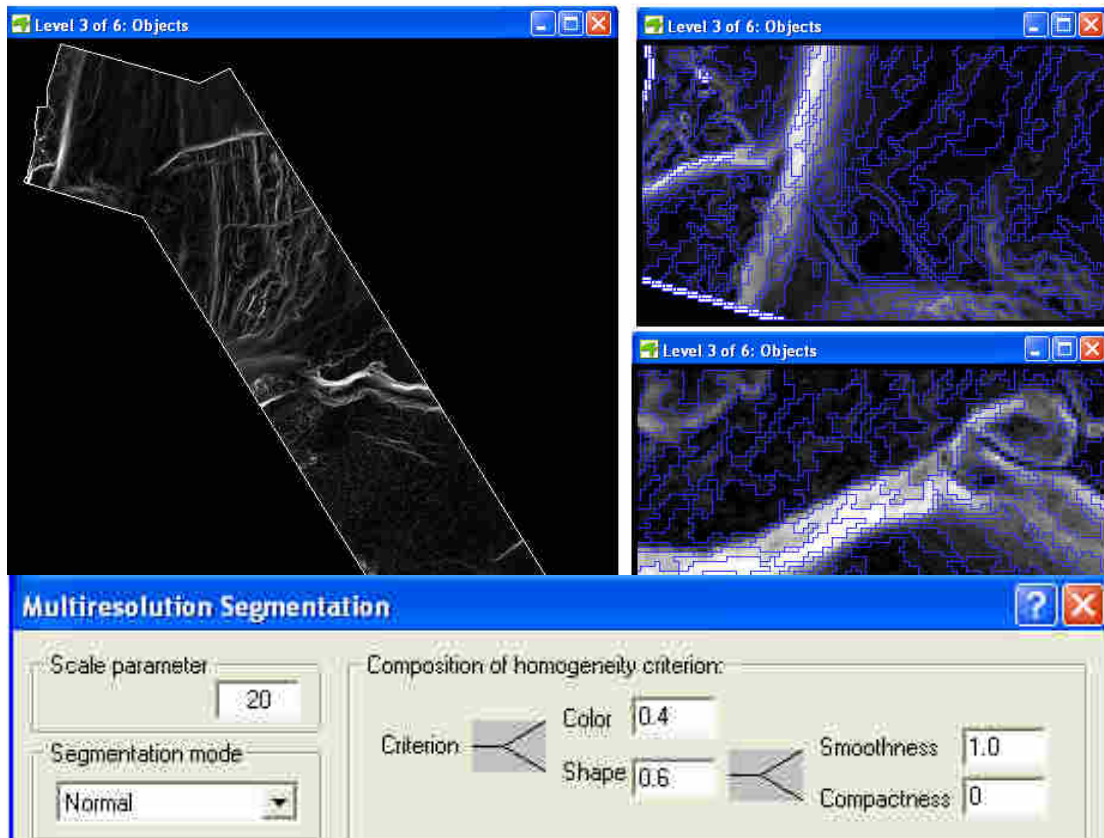 Level 3 of 6: Objects
Level 3 of 6: Objects
Level 3 of 6: Objects
Multiresolution Segmentation
Scale parameter
20
Segmentation mode
Normal
Composition of homogeneity criterion:
Criterion
Color 0.4
Shape 0.6
Smoothness 1.0
Compactness 0